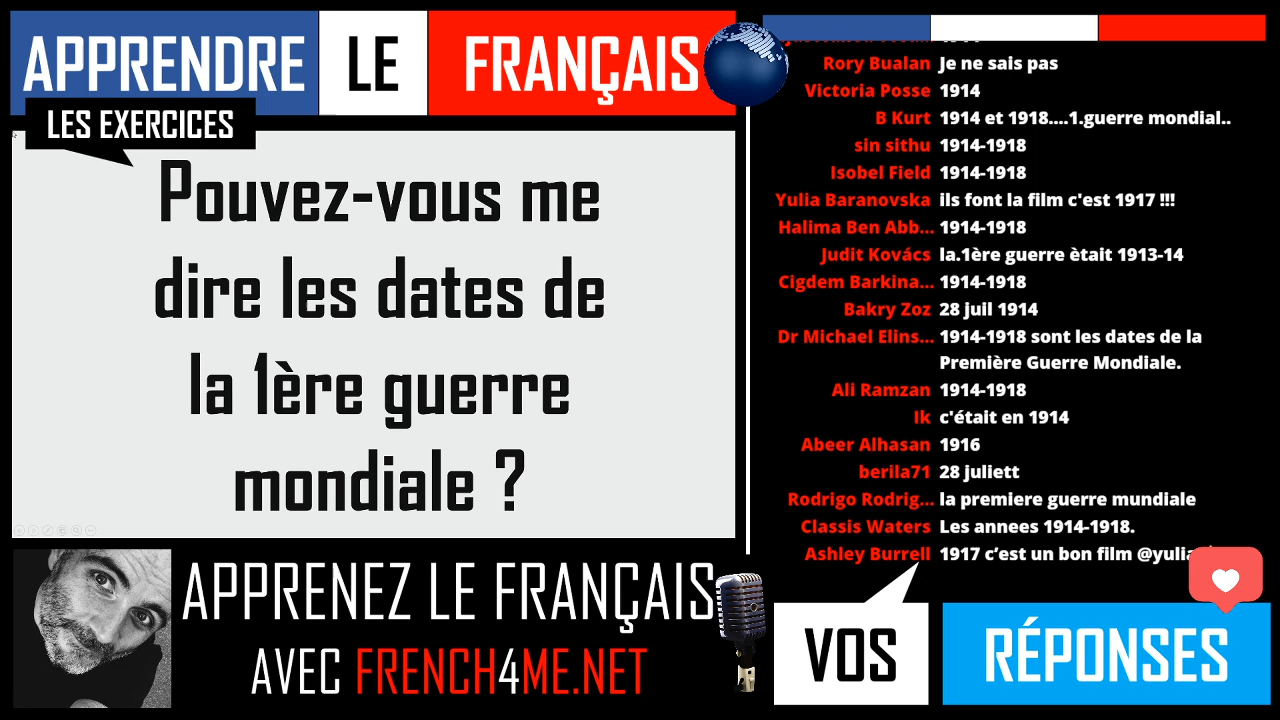 APPRENDRE LE FRANÇAIS
LES EXERCICES
Pouvez-vous me
dire les dates de
la 1ère guerre
mondiale ?
APPRENEZ LE FRANÇAIS
AVEC FRENCH4ME.NET
Rory Bualan Je ne sais pas
Victoria Posse 1914
B Kurt 1914 et 1918....1.guerre mondial..
sin sithu 1914-1918
Isobel Field 1914-1918
Yulia Baranovska ils font la film c'est 1917 !!!
Halima Ben Abb... 1914-1918
Judit Kovács la.1ère guerre ètait 1913-14
Cigdem Barkina... 1914-1918
Bakry Zoz 28 juil 1914
Dr Michael Elins... 1914-1918 sont les dates de la
Première Guerre Mondiale.
Ali Ramzan 1914-1918
Ik c'était en 1914
Abeer Alhasan 1916
berila71 28 juliett
Rodrigo Rodrig... la premiere guerre mundiale
Classis Waters Les annees 1914-1918.
Ashley Burrell 1917 c’est un bon film
VOS RÉPONSES